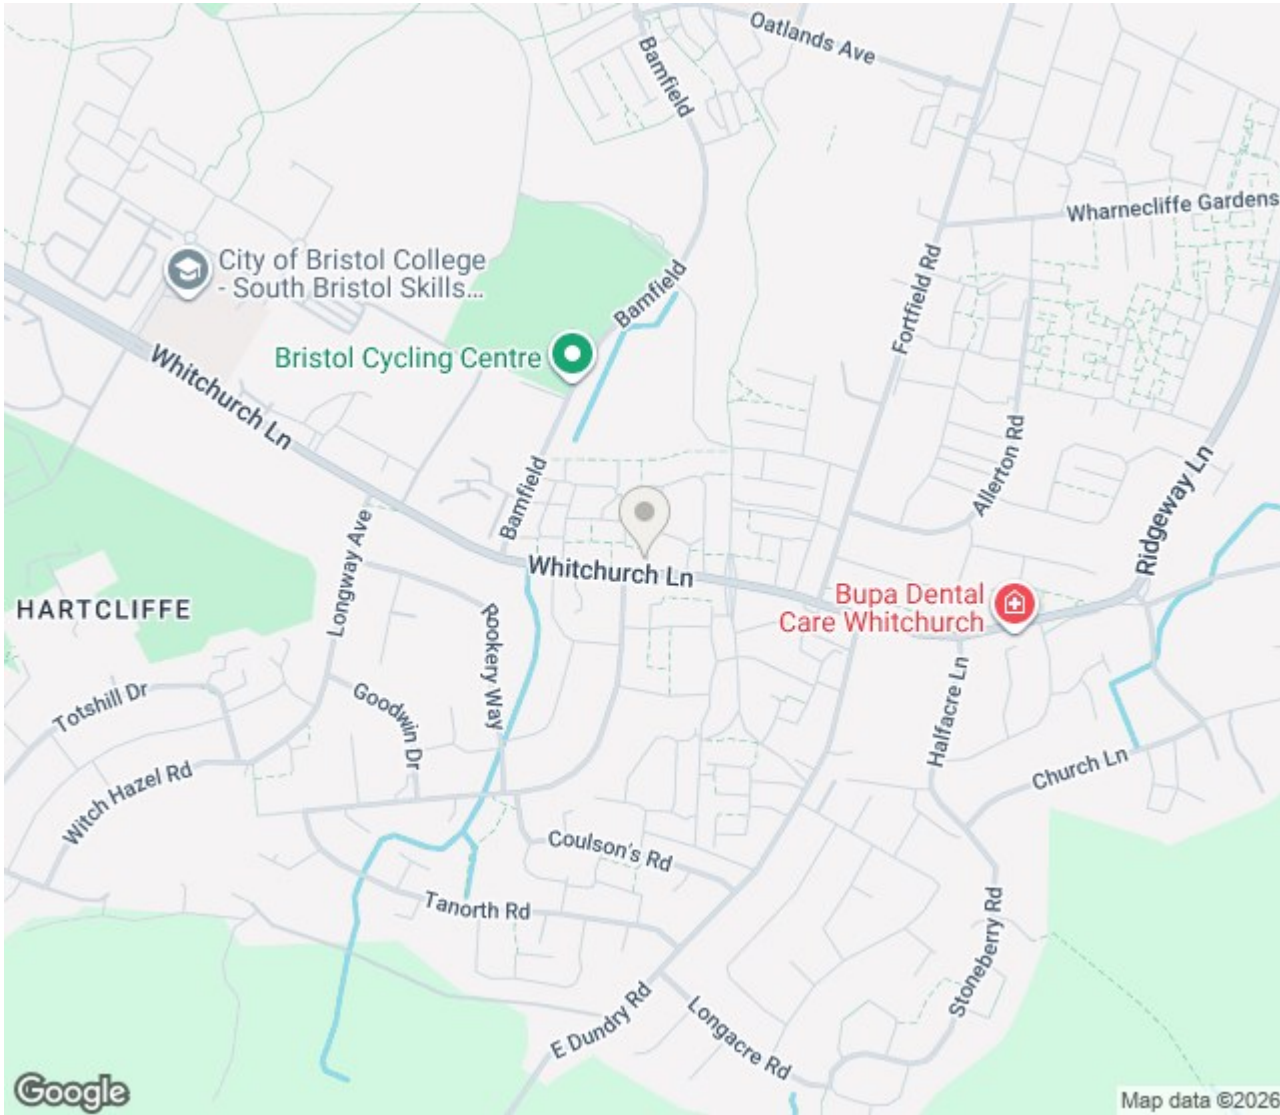 Oatlands Ave
Bamfield
Wharnecliffe Gardens
City of Bristol College
- South Bristol Skills...
Bamfield
Fortfield Rd
Bristol Cycling Centre
Whitchurch Ln
Allerton Rd
Ridgeway Ln
Bamfield
Longway Ave
Whitchurch Ln
Bupa Dental
Care Whitchurch
HARTCLIFFE
Rookery Way
Halfacre Ln
Totshill Dr
Goodwin Dr
Church Ln
Witch Hazel Rd
Coulson's Rd
Tanorth Rd
Stoneberry Rd
E Dundry Rd
Longacre Rd
Google
Map data ©2026